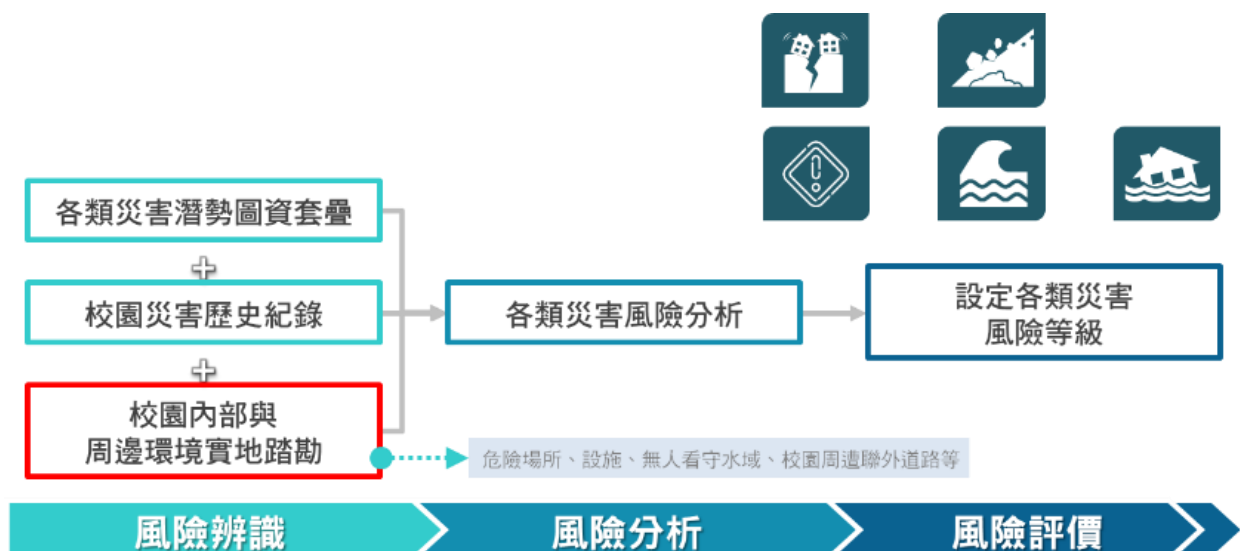 各類災害潛勢圖資套疊
+
校園災害歷史紀錄
+
校園內部與
周邊環境實地踏勘
各類災害風險分析
設定各類災害
風險等級
危險場所、設施、無人看守水域、校園周遭聯外道路等
風險辨識
風險分析
風險評價